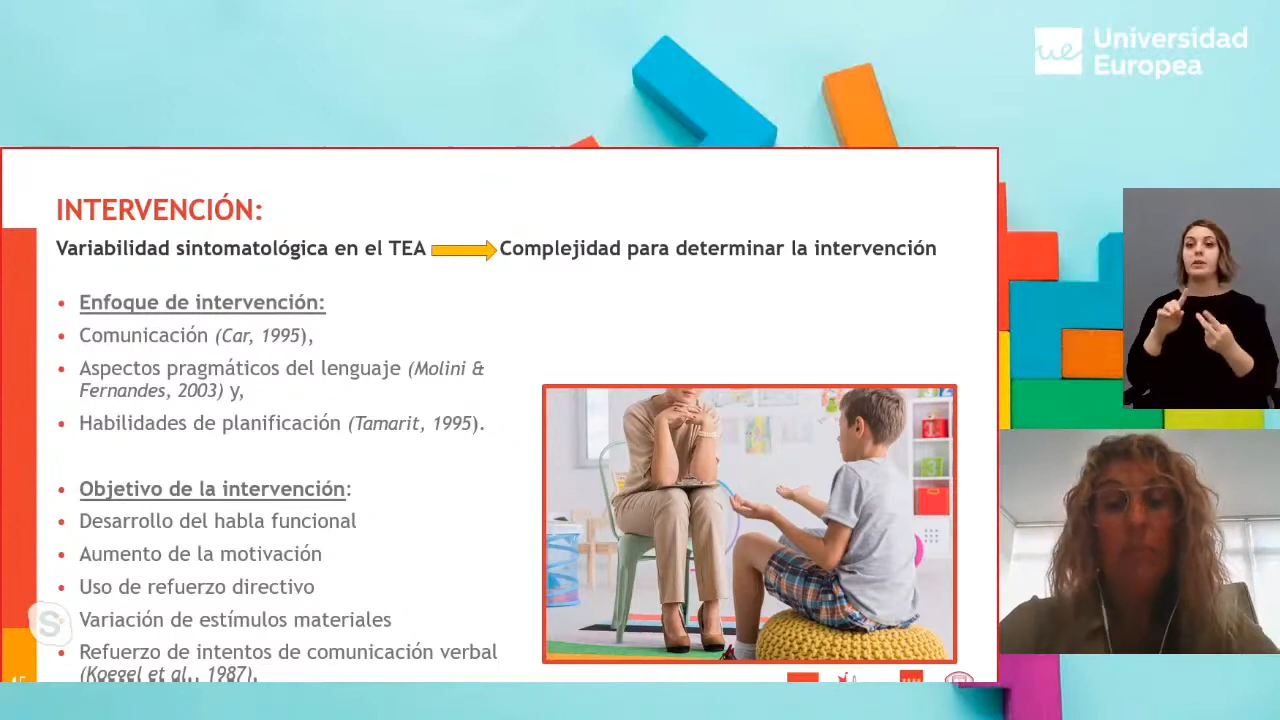 ue Universidad
Europea
INTERVENCIÓN:
Variabilidad sintomatológica en el TEA Complejidad para determinar la intervención
• Enfoque de intervención:
• Comunicación (Car, 1995),
• Aspectos pragmáticos del lenguaje (Molini &
Fernandes, 2003) y,
• Habilidades de planificación (Tamarit, 1995).
• Objetivo de la intervención:
• Desarrollo del habla funcional
• Aumento de la motivación
• Uso de refuerzo directivo
Variación de estímulos materiales
• Refuerzo de intentos de comunicación verbal
(Koegel et al., 1987).
S